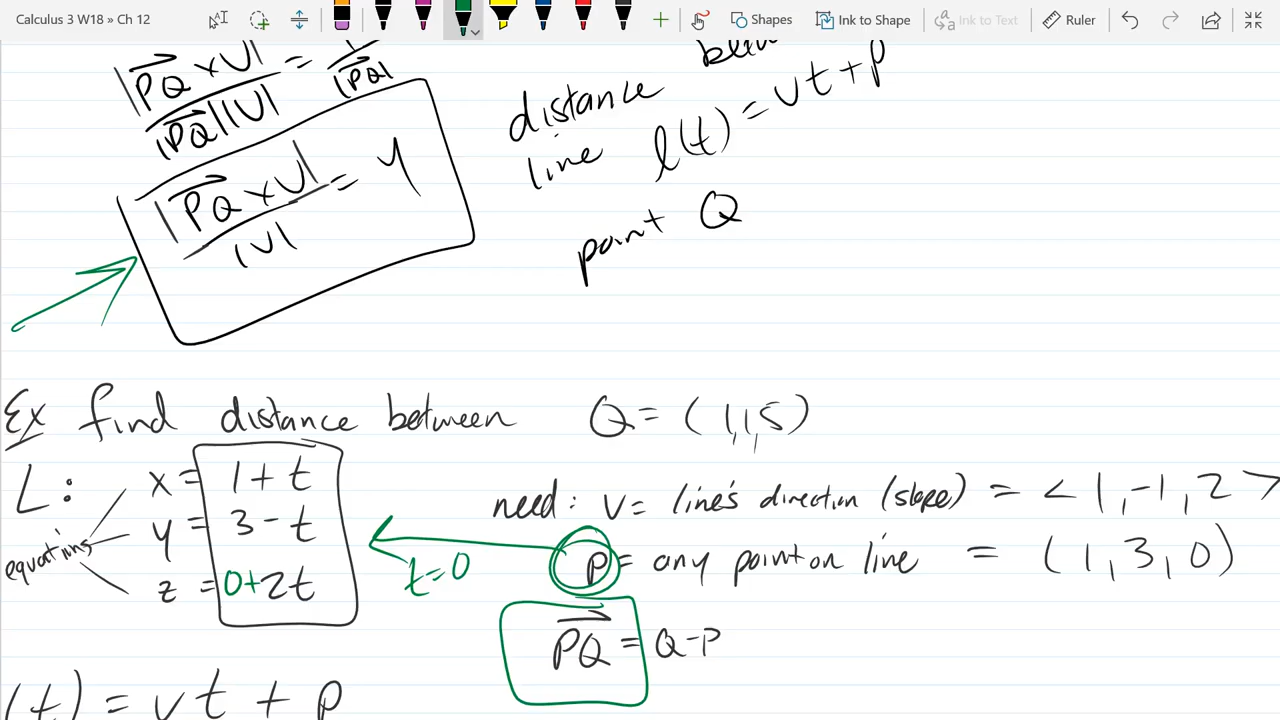 Calculus 3 W18 » Ch 12
Shapes Ink to Shape Ink to Text Ruler
|PQ × V| / |PQ||V| = Y / |PQ|
|PQ × V| / |V| = Y
distance
line l(t) = vt + p
point Q
Ex find distance between Q = (1,1,5)
L: x = 1 + t
y = 3 - t
z = 0+2t
equations
need: v = line's direction (slope) = < 1, -1, 2 >
t=0
p = any point on line = (1, 3, 0)
PQ = Q - P
(t) = vt + p